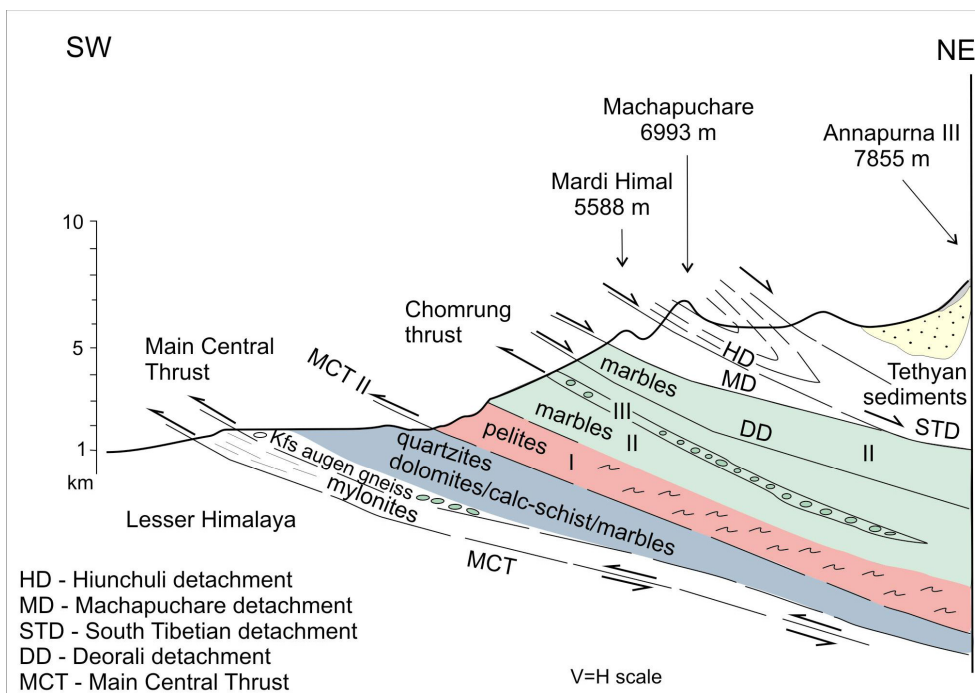 SW
NE
Machapuchare
6993 m
Annapurna III
7855 m
Mardi Himal
5588 m
10
5
1
km
Chomrung
thrust
Main Central
Thrust
MCT II
HD
MD
marbles
Tethyan
sediments
STD
III
DD
II
marbles
II
pelites
I
quartzites
dolomites/calc-schist/marbles
Kfs augen gneiss
mylonites
Lesser Himalaya
MCT
HD - Hiunchuli detachment
MD - Machapuchare detachment
STD - South Tibetian detachment
DD - Deorali detachment
MCT - Main Central Thrust
V=H scale